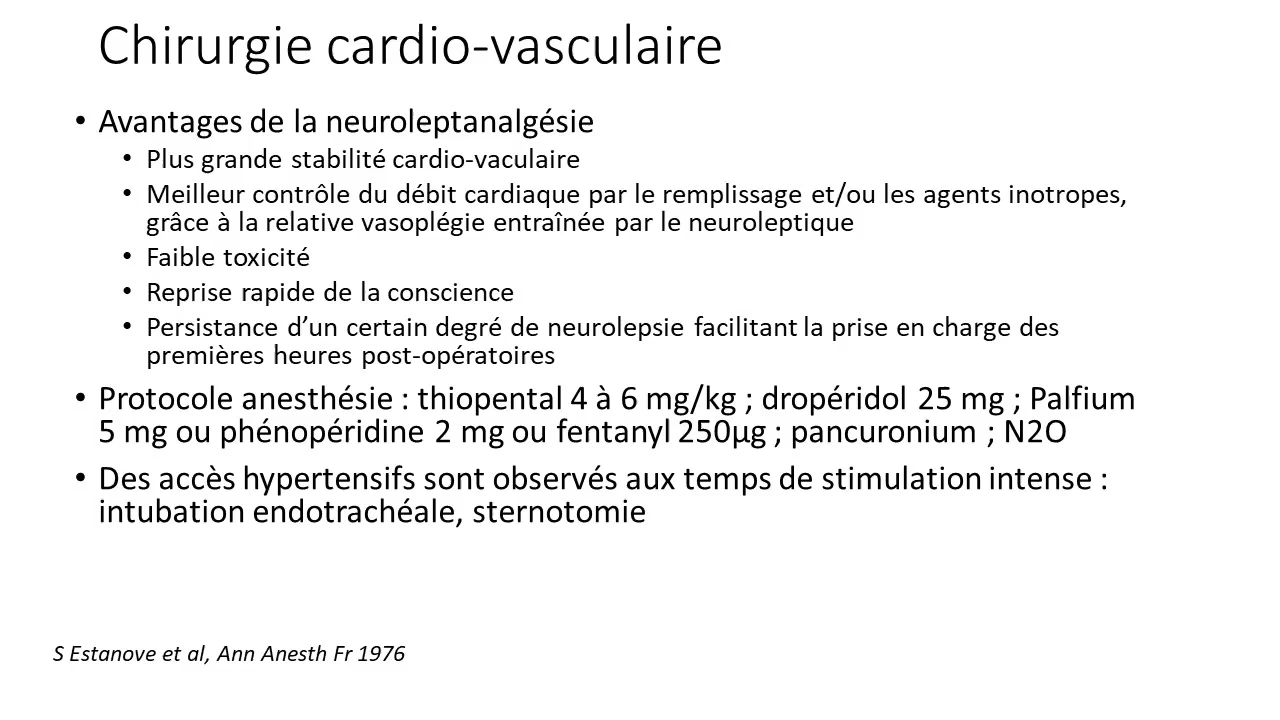 Chirurgie cardio-vasculaire
• Avantages de la neuroleptanalgésie
• Plus grande stabilité cardio-vaculaire
• Meilleur contrôle du débit cardiaque par le remplissage et/ou les agents inotropes,
grâce à la relative vasoplégie entraînée par le neuroleptique
• Faible toxicité
• Reprise rapide de la conscience
• Persistance d’un certain degré de neurolepsie facilitant la prise en charge des
premières heures post-opératoires
• Protocole anesthésie : thiopental 4 à 6 mg/kg ; dropéridol 25 mg ; Palfium
5 mg ou phénopéridine 2 mg ou fentanyl 250µg ; pancuronium ; N2O
• Des accès hypertensifs sont observés aux temps de stimulation intense :
intubation endotrachéale, sternotomie
S Estanove et al, Ann Anesth Fr 1976